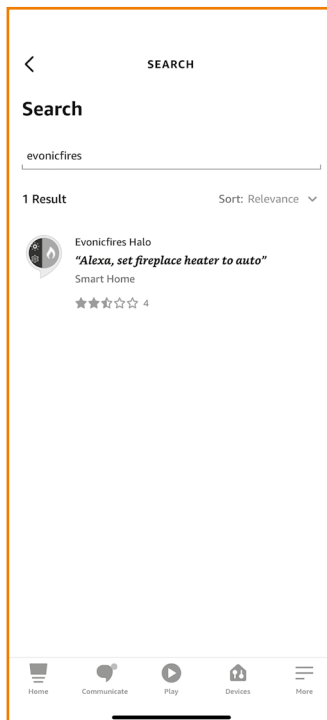 SEARCH
Search
evonicfires
1 Result Sort: Relevance
Evonicfires Halo
“Alexa, set fireplace heater to auto”
Smart Home
4
Home Communicate Play Devices More